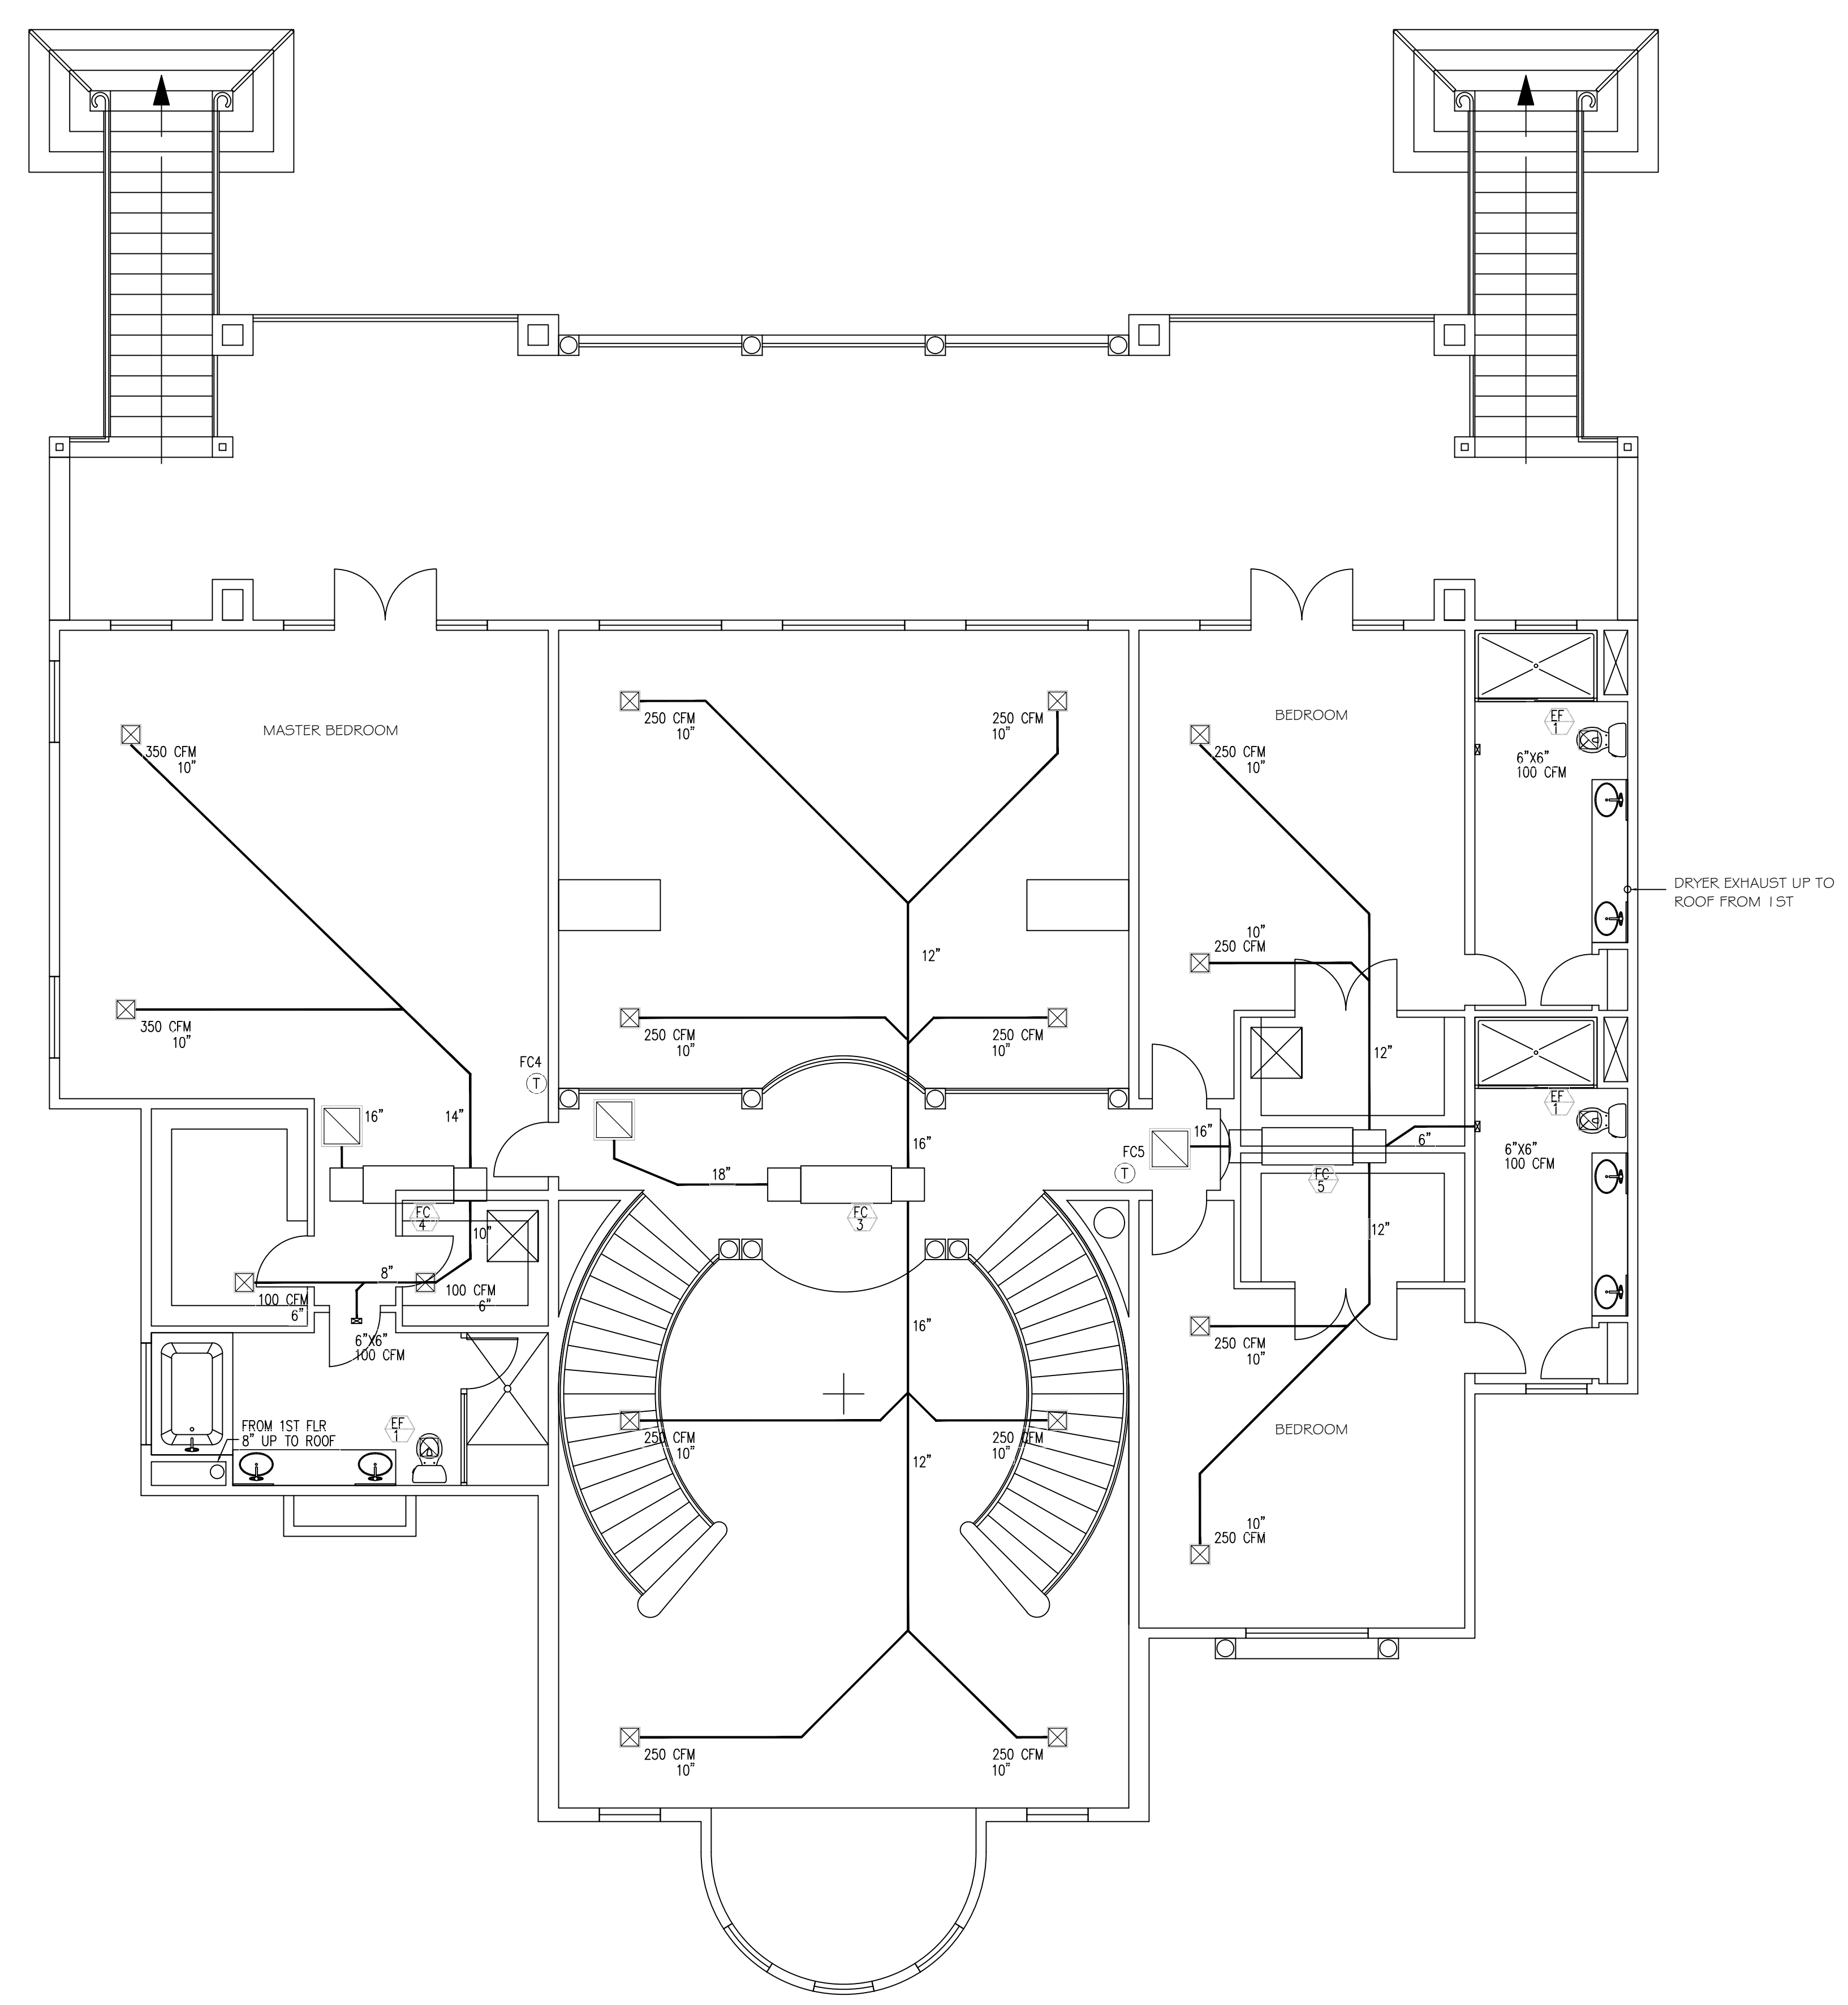 MASTER BEDROOM
350 CFM
10"
350 CFM
10"
250 CFM
10"
250 CFM
10"
12"
250 CFM
10"
250 CFM
10"
BEDROOM
250 CFM
10"
10"
250 CFM
EF
1
6"X6"
100 CFM
DRYER EXHAUST UP TO
ROOF FROM 1ST
FC4
T
16"
14"
FC
4
10"
8"
100 CFM
6"
100 CFM
6"
6"X6"
100 CFM
FROM 1ST FLR
8" UP TO ROOF
EF
1
18"
16"
FC
3
16"
250 CFM
10"
250 CFM
10"
12"
250 CFM
10"
250 CFM
10"
12"
FC5
T
16"
6"
FC
5
12"
EF
1
6"X6"
100 CFM
250 CFM
10"
BEDROOM
10"
250 CFM